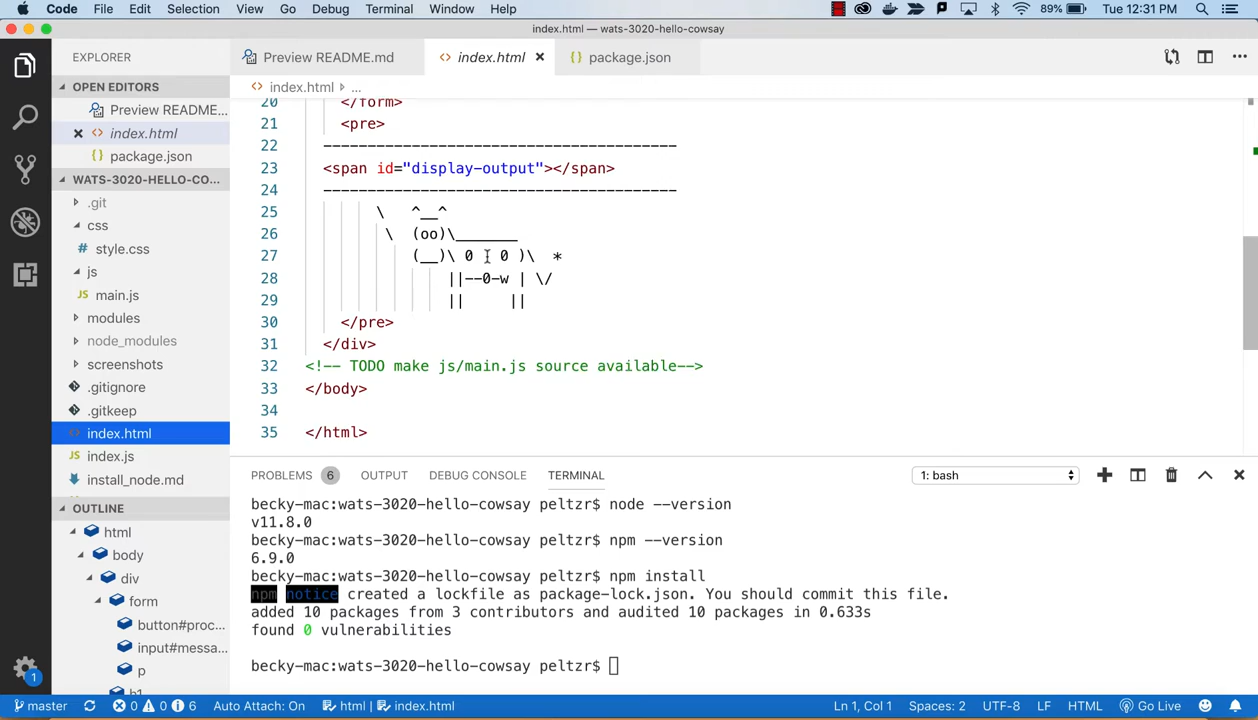 Code File Edit Selection View Go Debug Terminal Window Help 89% Tue 12:31 PM
index.html — wats-3020-hello-cowsay
EXPLORER
OPEN EDITORS
Preview README...
index.html
package.json
WATS-3020-HELLO-CO...
.git
css
style.css
js
main.js
modules
node_modules
screenshots
.gitignore
.gitkeep
index.html
index.js
install_node.md
OUTLINE
html
body
div
form
button#proc...
input#messa...
p
h1
Preview README.md index.html package.json
index.html ...
20 </form>
21 <pre>
22 ----------------------------------------
23 <span id="display-output"></span>
24 ----------------------------------------
25 \   ^__^
26 \  (oo)\_______
27 (__)\ 0   0 )\  *
28 ||--0-w | \/
29 ||     ||
30 </pre>
31 </div>
32 <!-- TODO make js/main.js source available-->
33 </body>
34
35 </html>
PROBLEMS 6 OUTPUT DEBUG CONSOLE TERMINAL 1: bash
becky-mac:wats-3020-hello-cowsay peltzr$ node --version
v11.8.0
becky-mac:wats-3020-hello-cowsay peltzr$ npm --version
6.9.0
becky-mac:wats-3020-hello-cowsay peltzr$ npm install
npm notice created a lockfile as package-lock.json. You should commit this file.
added 10 packages from 3 contributors and audited 10 packages in 0.633s
found 0 vulnerabilities
becky-mac:wats-3020-hello-cowsay peltzr$
1
master 0 0 6 Auto Attach: On html index.html Ln 1, Col 1 Spaces: 2 UTF-8 LF HTML Go Live